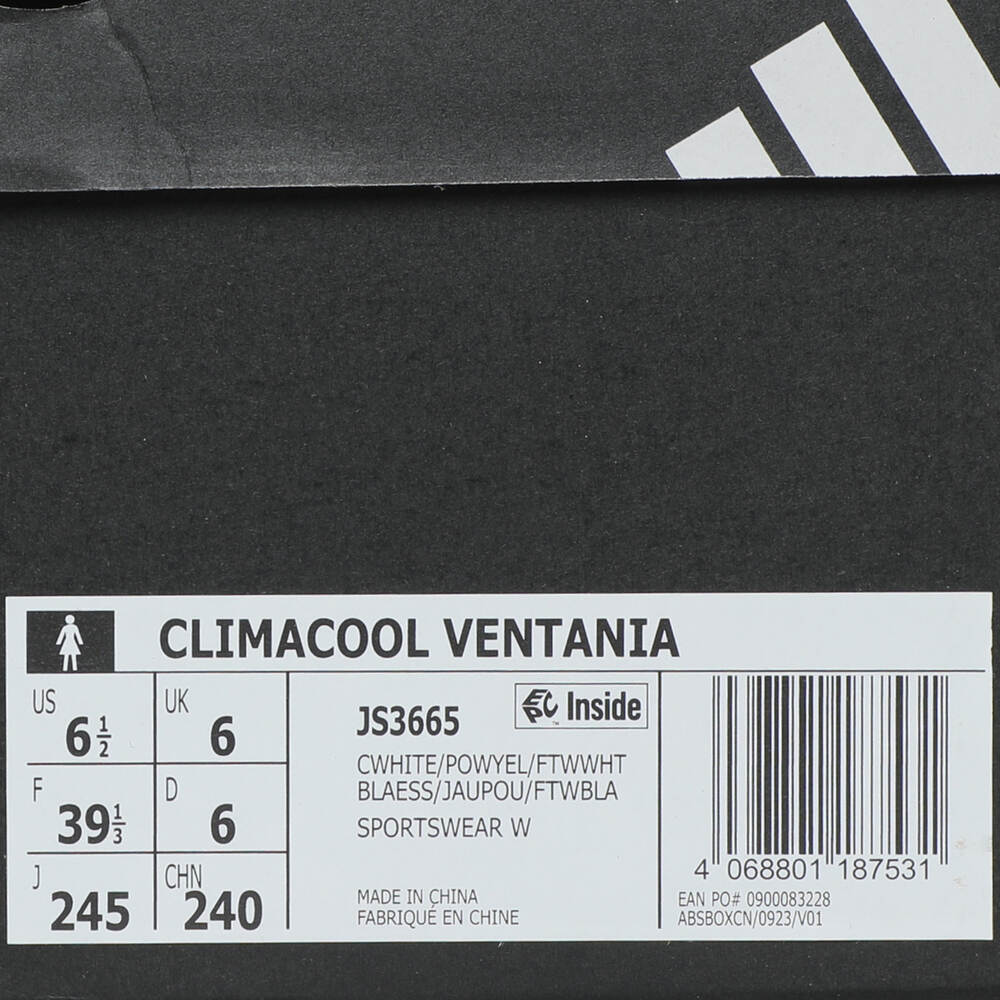 CLIMACOOL VENTANIA
US 6 1/2
UK 6
F 39 1/3
D 6
J 245
CHN 240
JS3665
EPC Inside
™
CWHITE/POWYEL/FTWWHT
BLAESS/JAUPOU/FTWBLA
SPORTSWEAR W
MADE IN CHINA
FABRIQUÉ EN CHINE
4 068801 187531
EAN PO# 0900083228
ABSBOXCN/0923/V01